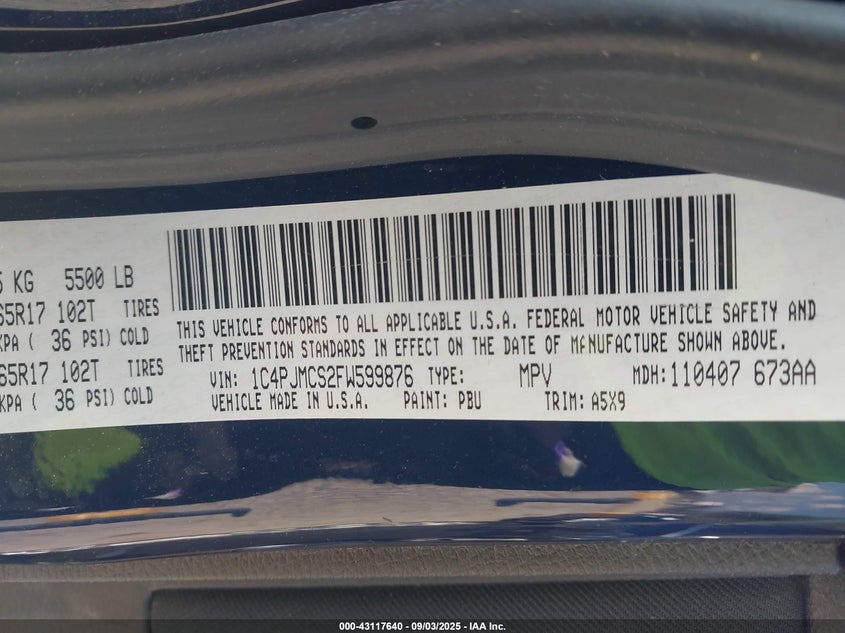 5 KG 5500 LB
65R17 102T TIRES
KPA ( 36 PSI) COLD
65R17 102T TIRES
KPA ( 36 PSI) COLD
THIS VEHICLE CONFORMS TO ALL APPLICABLE U.S.A. FEDERAL MOTOR VEHICLE SAFETY AND
THEFT PREVENTION STANDARDS IN EFFECT ON THE DATE OF MANUFACTURE SHOWN ABOVE.
VIN: 1C4PJMCS2FW599876 TYPE: MPV MDH: 110407 673AA
VEHICLE MADE IN U.S.A. PAINT: PBU TRIM: A5X9
000-43117640 - 09/03/2025 - IAA Inc.